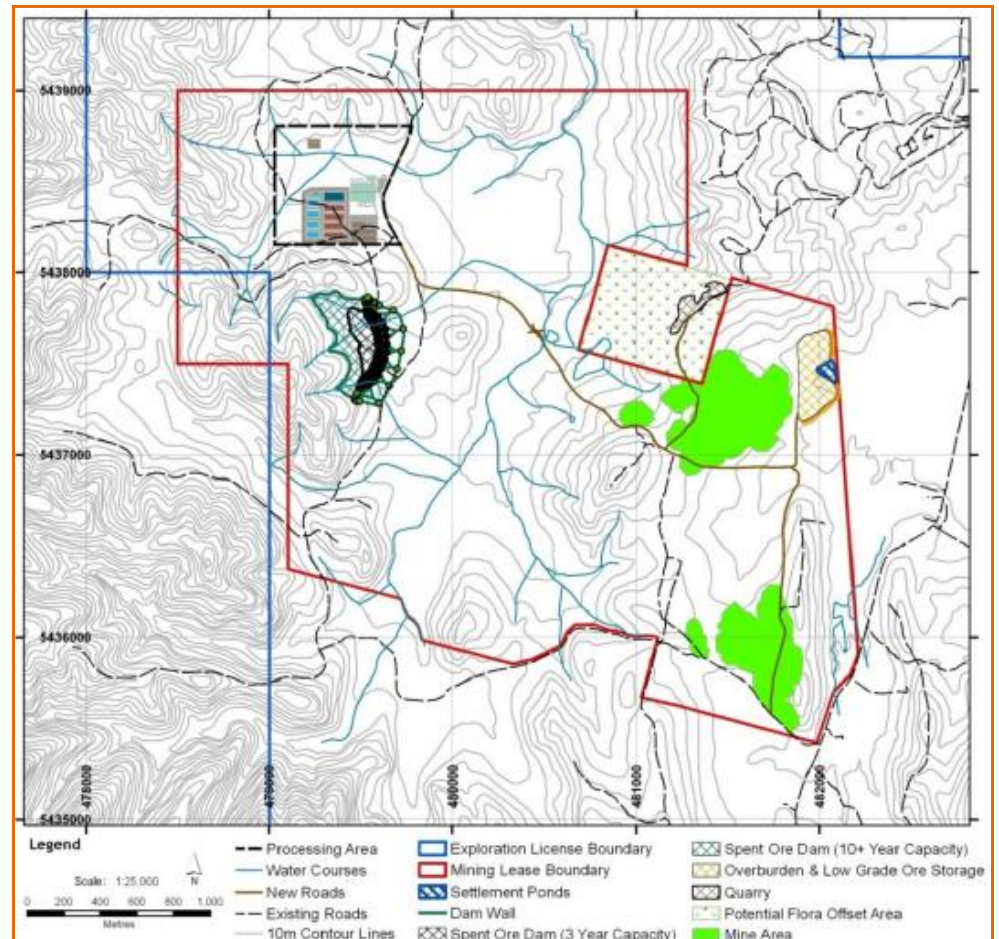 5439000
5438000
5437000
5436000
5435000
478000
479000
480000
481000
482000
Legend
Scale: 1:25,000
N
0 200 400 600 800 1,000
Metres
Processing Area
Water Courses
New Roads
Existing Roads
10m Contour Lines
Exploration License Boundary
Mining Lease Boundary
Settlement Ponds
Dam Wall
Spent Ore Dam (3 Year Capacity)
Spent Ore Dam (10+ Year Capacity)
Overburden & Low Grade Ore Storage
Quarry
Potential Flora Offset Area
Mine Area